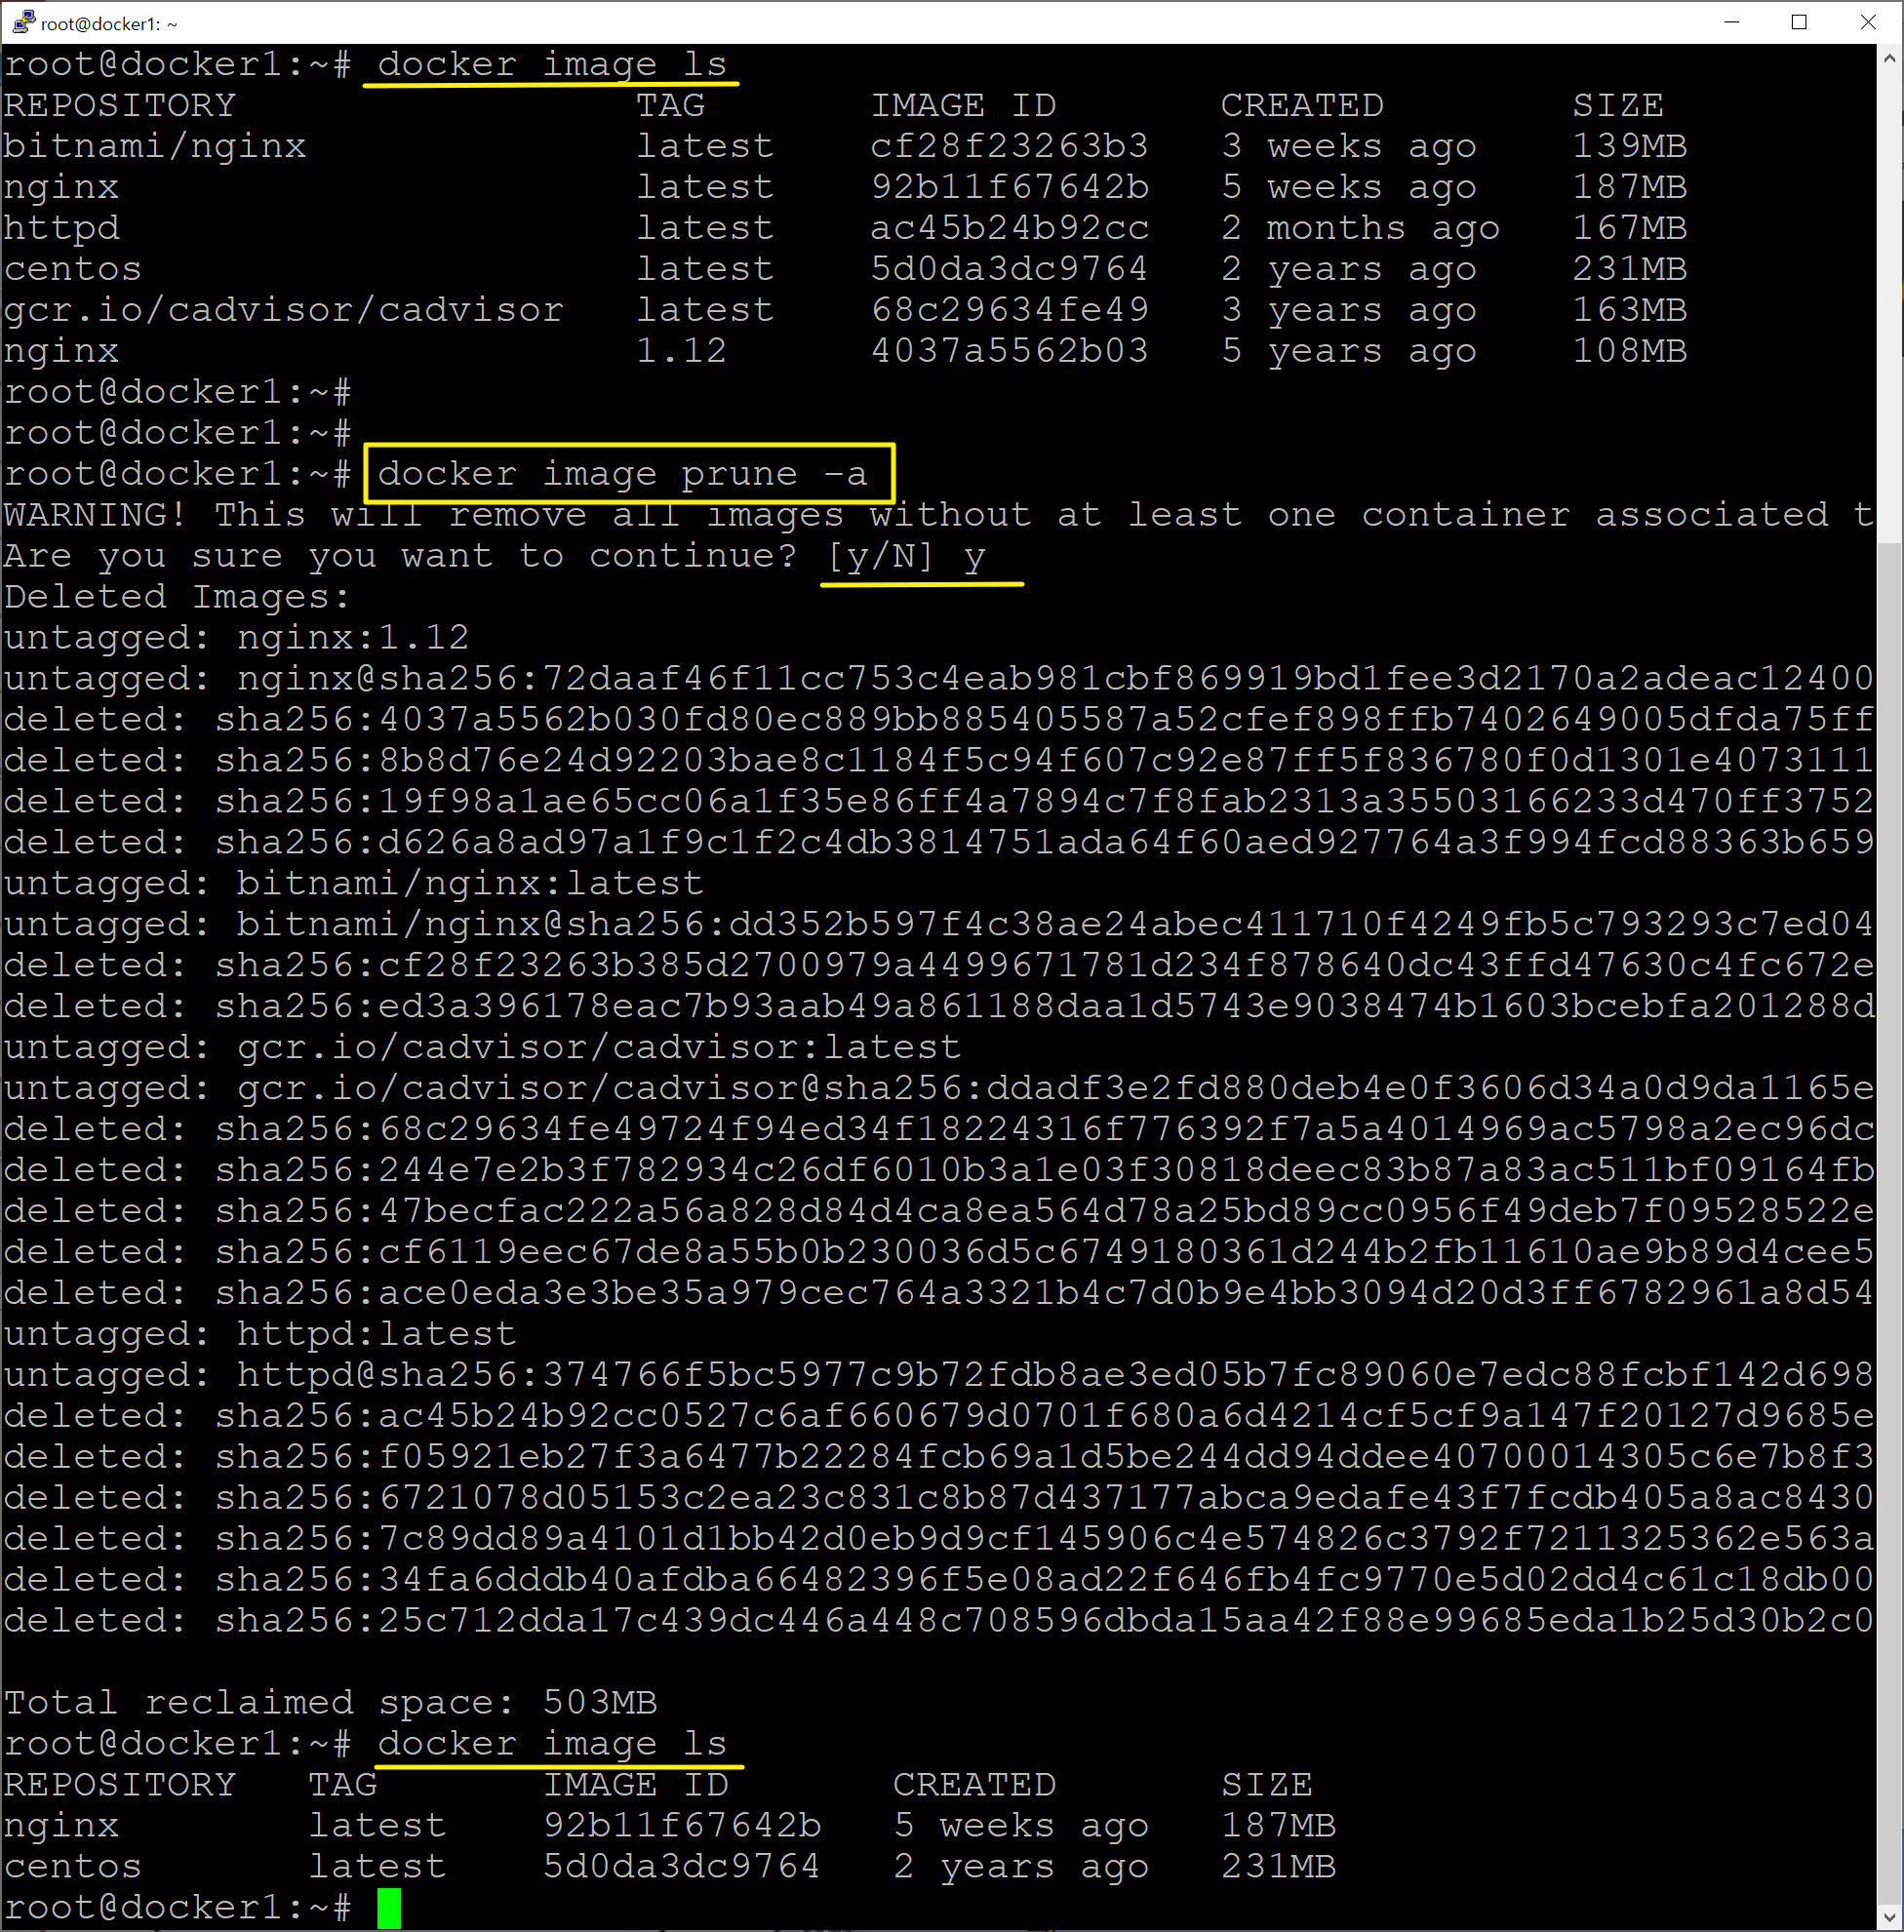 root@docker1: ~
root@docker1:~# docker image ls
REPOSITORY TAG IMAGE ID CREATED SIZE
bitnami/nginx latest cf28f23263b3 3 weeks ago 139MB
nginx latest 92b11f67642b 5 weeks ago 187MB
httpd latest ac45b24b92cc 2 months ago 167MB
centos latest 5d0da3dc9764 2 years ago 231MB
gcr.io/cadvisor/cadvisor latest 68c29634fe49 3 years ago 163MB
nginx 1.12 4037a5562b03 5 years ago 108MB
root@docker1:~#
root@docker1:~#
root@docker1:~# docker image prune -a
WARNING! This will remove all images without at least one container associated t
Are you sure you want to continue? [y/N] y
Deleted Images:
untagged: nginx:1.12
untagged: nginx@sha256:72daaf46f11cc753c4eab981cbf869919bd1fee3d2170a2adeac12400
deleted: sha256:4037a5562b030fd80ec889bb885405587a52cfef898ffb7402649005dfda75ff
deleted: sha256:8b8d76e24d92203bae8c1184f5c94f607c92e87ff5f836780f0d1301e4073111
deleted: sha256:19f98a1ae65cc06a1f35e86ff4a7894c7f8fab2313a35503166233d470ff3752
deleted: sha256:d626a8ad97a1f9c1f2c4db3814751ada64f60aed927764a3f994fcd88363b659
untagged: bitnami/nginx:latest
untagged: bitnami/nginx@sha256:dd352b597f4c38ae24abec411710f4249fb5c793293c7ed04
deleted: sha256:cf28f23263b385d2700979a4499671781d234f878640dc43ffd47630c4fc672e
deleted: sha256:ed3a396178eac7b93aab49a861188daa1d5743e9038474b1603bcebfa201288d
untagged: gcr.io/cadvisor/cadvisor:latest
untagged: gcr.io/cadvisor/cadvisor@sha256:ddadf3e2fd880deb4e0f3606d34a0d9da1165e
deleted: sha256:68c29634fe49724f94ed34f18224316f776392f7a5a4014969ac5798a2ec96dc
deleted: sha256:244e7e2b3f782934c26df6010b3a1e03f30818deec83b87a83ac511bf09164fb
deleted: sha256:47becfac222a56a828d84d4ca8ea564d78a25bd89cc0956f49deb7f09528522e
deleted: sha256:cf6119eec67de8a55b0b230036d5c6749180361d244b2fb11610ae9b89d4cee5
deleted: sha256:ace0eda3e3be35a979cec764a3321b4c7d0b9e4bb3094d20d3ff6782961a8d54
untagged: httpd:latest
untagged: httpd@sha256:374766f5bc5977c9b72fdb8ae3ed05b7fc89060e7edc88fcbf142d698
deleted: sha256:ac45b24b92cc0527c6af660679d0701f680a6d4214cf5cf9a147f20127d9685e
deleted: sha256:f05921eb27f3a6477b22284fcb69a1d5be244dd94ddee40700014305c6e7b8f3
deleted: sha256:6721078d05153c2ea23c831c8b87d437177abca9edafe43f7fcdb405a8ac8430
deleted: sha256:7c89dd89a4101d1bb42d0eb9d9cf145906c4e574826c3792f7211325362e563a
deleted: sha256:34fa6dddb40afdba66482396f5e08ad22f646fb4fc9770e5d02dd4c61c18db00
deleted: sha256:25c712dda17c439dc446a448c708596dbda15aa42f88e99685eda1b25d30b2c0
Total reclaimed space: 503MB
root@docker1:~# docker image ls
REPOSITORY TAG IMAGE ID CREATED SIZE
nginx latest 92b11f67642b 5 weeks ago 187MB
centos latest 5d0da3dc9764 2 years ago 231MB
root@docker1:~#